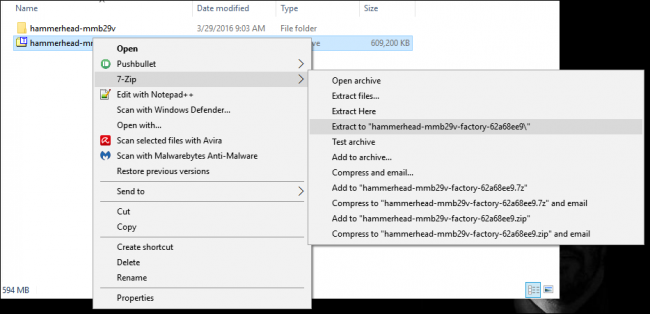 Name Date modified Type Size
hammerhead-mmb29v 3/29/2016 9:03 AM File folder
609,200 KB
Open
Pushbullet
7-Zip
Edit with Notepad++
Scan with Windows Defender...
Open with...
Scan selected files with Avira
Scan with Malwarebytes Anti-Malware
Restore previous versions
Send to
Cut
Copy
Create shortcut
Delete
Rename
Properties
Open archive
Extract files...
Extract Here
Extract to "hammerhead-mmb29v-factory-62a68ee9\"
Test archive
Add to archive...
Compress and email...
Add to "hammerhead-mmb29v-factory-62a68ee9.7z"
Compress to "hammerhead-mmb29v-factory-62a68ee9.7z" and email
Add to "hammerhead-mmb29v-factory-62a68ee9.zip"
Compress to "hammerhead-mmb29v-factory-62a68ee9.zip" and email
594 MB